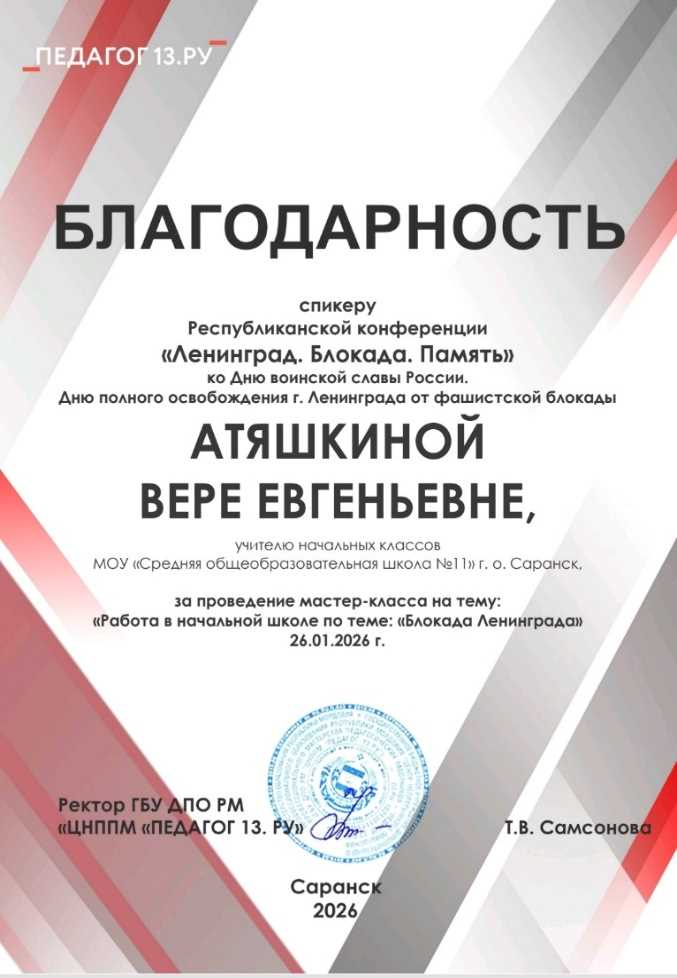 ПЕДАГОГ 13.РУ
БЛАГОДАРНОСТЬ
спикеру
Республиканской конференции
«Ленинград. Блокада. Память»
ко Дню воинской славы России.
Дню полного освобождения г. Ленинграда от фашистской блокады
АТЯШКИНОЙ
ВЕРЕ ЕВГЕНЬЕВНЕ,
учителю начальных классов
МОУ «Средняя общеобразовательная школа №11» г. о. Саранск,
за проведение мастер-класса на тему:
«Работа в начальной школе по теме: «Блокада Ленинграда»
26.01.2026 г.
Ректор ГБУ ДПО РМ
«ЦНППМ «ПЕДАГОГ 13. РУ»
Т.В. Самсонова
Саранск
2026